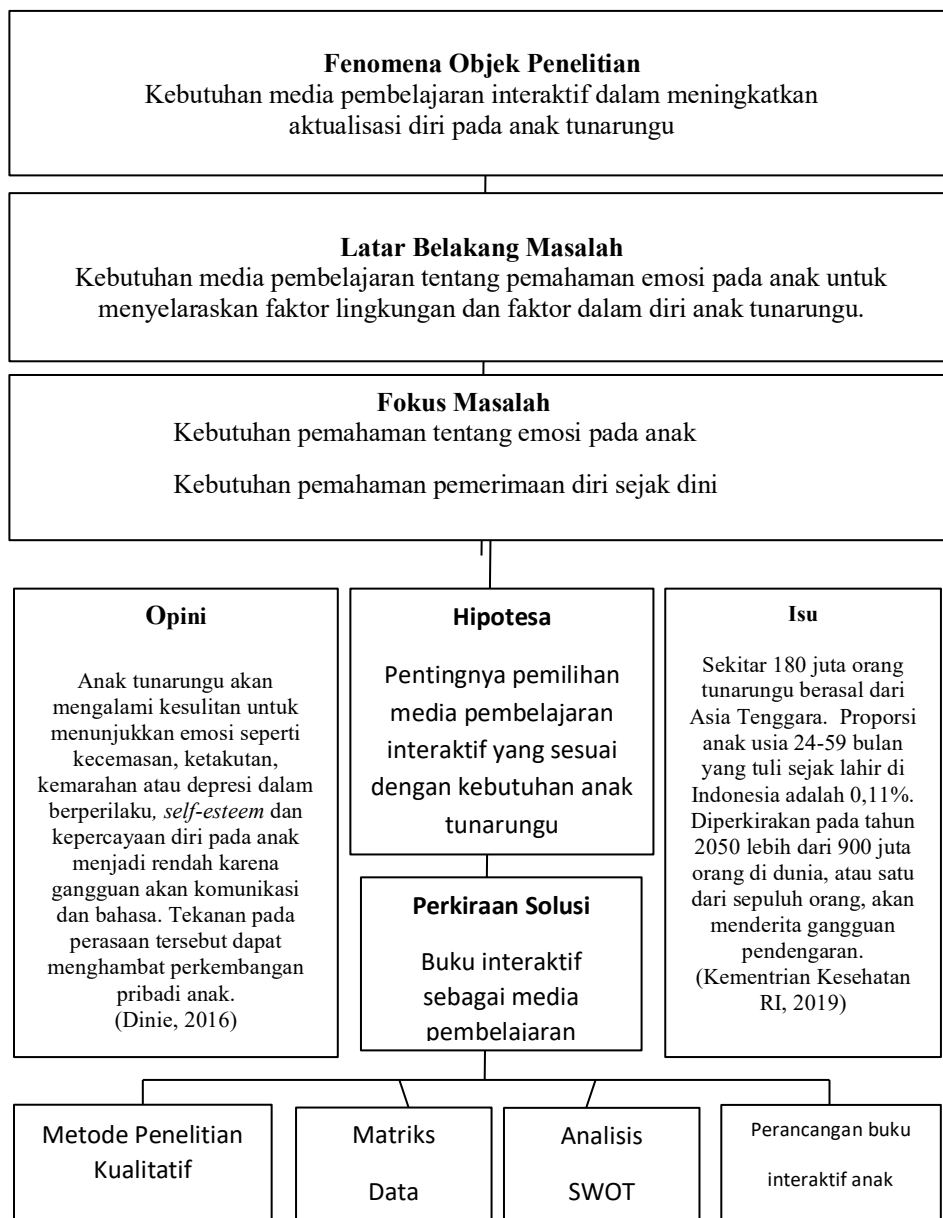 Fenomena Objek Penelitian
Kebutuhan media pembelajaran interaktif dalam meningkatkan
aktualisasi diri pada anak tunarungu
Latar Belakang Masalah
Kebutuhan media pembelajaran tentang pemahaman emosi pada anak untuk
menyelaraskan faktor lingkungan dan faktor dalam diri anak tunarungu.
Fokus Masalah
Kebutuhan pemahaman tentang emosi pada anak
Kebutuhan pemahaman pemerimaan diri sejak dini
Opini
Anak tunarungu akan
mengalami kesulitan untuk
menunjukkan emosi seperti
kecemasan, ketakutan,
kemarahan atau depresi dalam
berperilaku, self-esteem dan
kepercayaan diri pada anak
menjadi rendah karena
gangguan akan komunikasi
dan bahasa. Tekanan pada
perasaan tersebut dapat
menghambat perkembangan
pribadi anak.
(Dinie, 2016)
Hipotesa
Pentingnya pemilihan
media pembelajaran
interaktif yang sesuai
dengan kebutuhan anak
tunarungu
Perkiraan Solusi
Buku interaktif
sebagai media
pembelajaran
Isu
Sekitar 180 juta orang
tunarungu berasal dari
Asia Tenggara. Proporsi
anak usia 24-59 bulan
yang tuli sejak lahir di
Indonesia adalah 0,11%.
Diperkirakan pada tahun
2050 lebih dari 900 juta
orang di dunia, atau satu
dari sepuluh orang, akan
menderita gangguan
pendengaran.
(Kementrian Kesehatan
RI, 2019)
Metode Penelitian
Kualitatif
Matriks
Data
Analisis
SWOT
Perancangan buku
interaktif anak